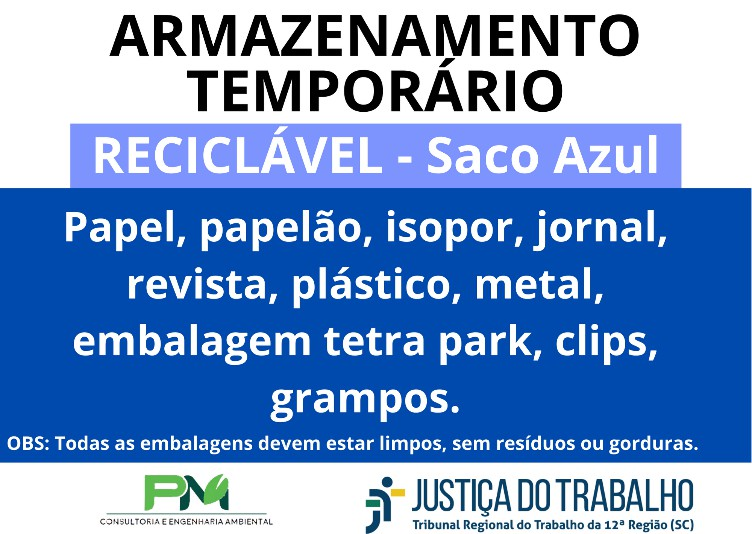 ARMAZENAMENTO
TEMPORÁRIO
RECICLÁVEL - Saco Azul
Papel, papelão, isopor, jornal,
revista, plástico, metal,
embalagem tetra park, clips,
grampos.
OBS: Todas as embalagens devem estar limpos, sem resíduos ou gorduras.
PM
CONSULTORIA E ENGENHARIA AMBIENTAL
JUSTIÇA DO TRABALHO
Tribunal Regional do Trabalho da 12ª Região (SC)